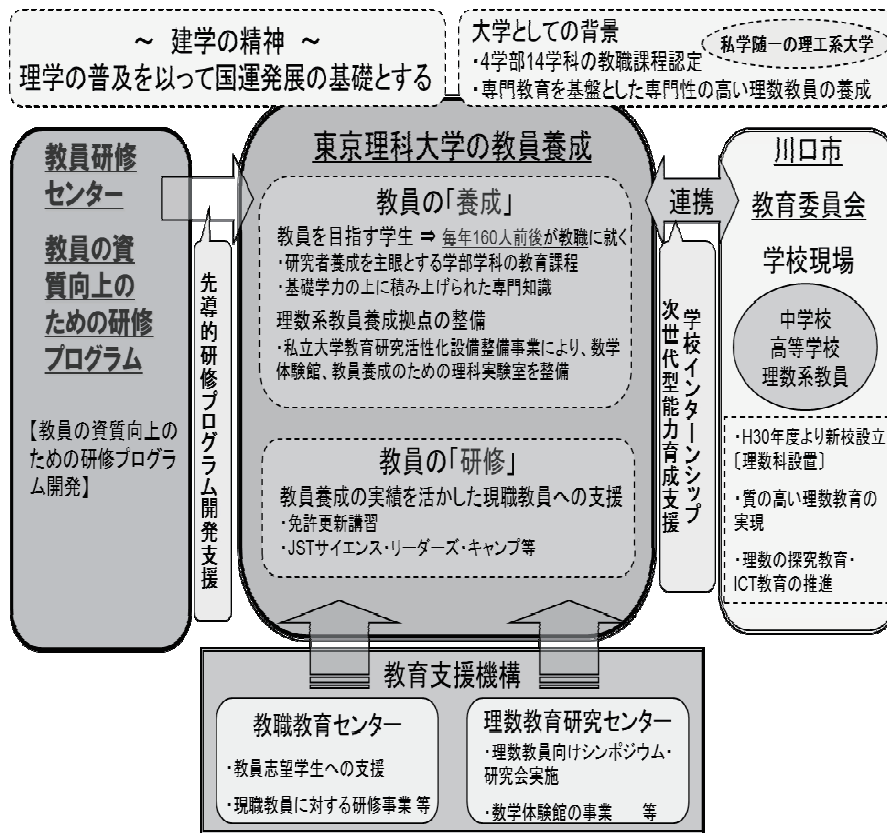 ～ 建学の精神 ～
理学の普及を以って国運発展の基礎とする
大学としての背景
・4学部14学科の教職課程認定
私学随一の理工系大学
・専門教育を基盤とした専門性の高い理数教員の養成
教員研修
センター
教員の資
質向上の
ための研修
プログラム
【教員の資質向上の
ための研修プログラ
ム開発】
先導的研修プログラム開発支援
東京理科大学の教員養成
教員の「養成」
教員を目指す学生 ⇒ 毎年160人前後が教職に就く
・研究者養成を主眼とする学部学科の教育課程
・基礎学力の上に積み上げられた専門知識
理数系教員養成拠点の整備
・私立大学教育研究活性化設備整備事業により、数学
体験館、教員養成のための理科実験室を整備
教員の「研修」
教員養成の実績を活かした現職教員への支援
・免許更新講習
・JSTサイエンス・リーダーズ・キャンプ等
連携
学校インターンシップ
次世代型能力育成支援
川口市
教育委員会
学校現場
中学校
高等学校
理数系教員
・H30年度より新校設立
〔理数科設置〕
・質の高い理数教育の
実現
・理数の探究教育・
ICT教育の推進
教育支援機構
教職教育センター
・教員志望学生への支援
・現職教員に対する研修事業 等
理数教育研究センター
・理数教員向けシンポジウム・
研究会実施
・数学体験館の事業 等